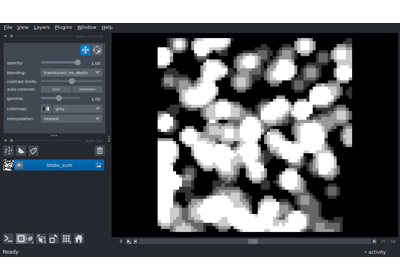 File View Layers Plugins Window Help
opacity: 1.00
blending: translucent_no_depth
contrast limits:
auto-contrast: once continuous
gamma: 1.00
colormap: gray
interpolation: nearest
blobs_sum
Ready
activity